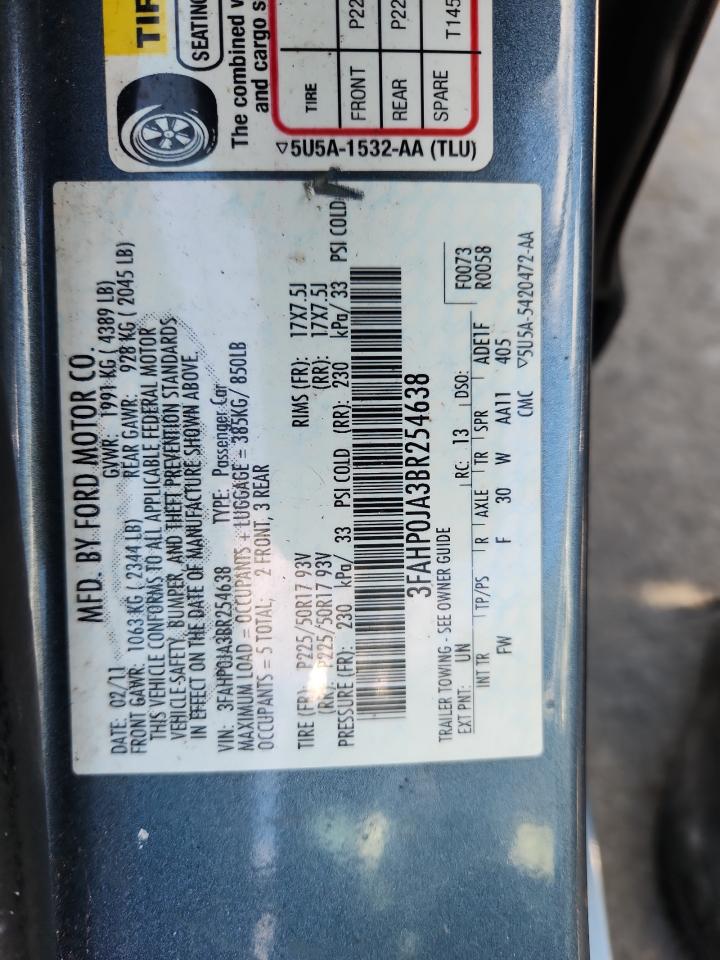 TIR
SEATING
The combined w
and cargo s
TIRE
FRONT P22
REAR P22
SPARE T145
▽5U5A-1532-AA (TLU)
MFD. BY FORD MOTOR CO.
DATE: 02/11 GVWR: 1991 KG ( 4389 LB)
FRONT GAWR: 1063 KG ( 2344 LB) REAR GAWR: 928 KG ( 2045 LB)
THIS VEHICLE CONFORMS TO ALL APPLICABLE FEDERAL MOTOR
VEHICLE-SAFETY, BUMPER, AND THEFT PREVENTION STANDARDS
IN EFFECT ON THE DATE OF MANUFACTURE SHOWN ABOVE.
VIN: 3FAHP0JA3BR254638 TYPE: Passenger Car
MAXIMUM LOAD = OCCUPANTS + LUGGAGE = 385KG/ 850LB
OCCUPANTS = 5 TOTAL, 2 FRONT, 3 REAR
TIRE (FR): P225/50R17 93V RIMS (FR): 17X7.5J
(RR): P225/50R17 93V (RR): 17X7.5J
PRESSURE (FR): 230 kPa/ 33 PSI COLD (RR): 230 kPa/ 33 PSI COLD
3FAHP0JA3BR254638
TRAILER TOWING - SEE OWNER GUIDE F0073
EXT PNT: UN RC: 13 DSO: R0058
INT TR TP/PS R AXLE TR SPR ADE1F
FW F 30 W AA11 405
CMC ▽5U5A-5420472-AA